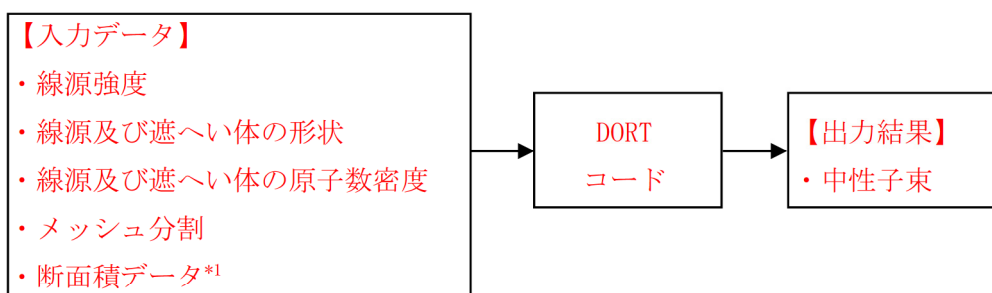 【入力データ】
・線源強度
・線源及び遮へい体の形状
・線源及び遮へい体の原子数密度
・メッシュ分割
・断面積データ*1
DORT
コード
【出力結果】
・中性子束